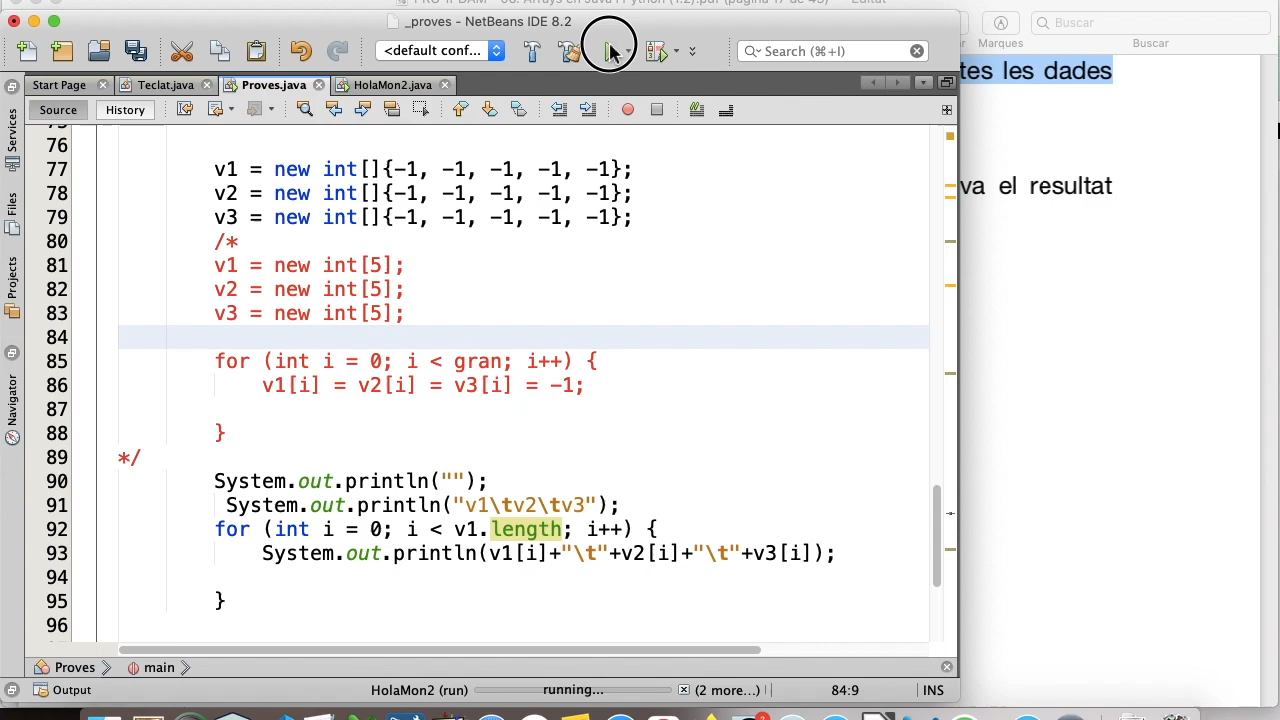 _proves - NetBeans IDE 8.2
Buscar
<default conf...
Search (⌘+I)
Marques
Buscar
Start Page
Teclat.java
Proves.java
HolaMon2.java
tes les dades
Source
History
va el resultat
Services
Files
Projects
Navigator
76
77 v1 = new int[]{-1, -1, -1, -1, -1};
78 v2 = new int[]{-1, -1, -1, -1, -1};
79 v3 = new int[]{-1, -1, -1, -1, -1};
80 /*
81 v1 = new int[5];
82 v2 = new int[5];
83 v3 = new int[5];
84
85 for (int i = 0; i < gran; i++) {
86 v1[i] = v2[i] = v3[i] = -1;
87
88 }
89 */
90 System.out.println("");
91 System.out.println("v1\tv2\tv3");
92 for (int i = 0; i < v1.length; i++) {
93 System.out.println(v1[i]+"\t"+v2[i]+"\t"+v3[i]);
94
95 }
96
Proves
main
Output
HolaMon2 (run)
running...
(2 more...)
84:9
INS